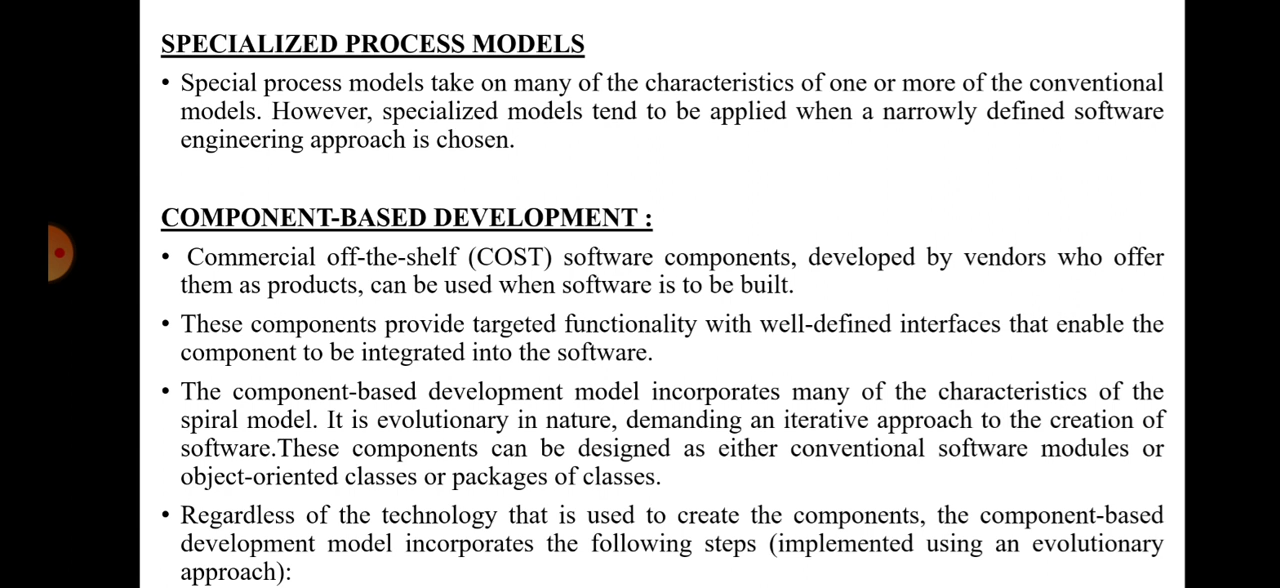 SPECIALIZED PROCESS MODELS
• Special process models take on many of the characteristics of one or more of the conventional
models. However, specialized models tend to be applied when a narrowly defined software
engineering approach is chosen.
COMPONENT-BASED DEVELOPMENT :
• Commercial off-the-shelf (COST) software components, developed by vendors who offer
them as products, can be used when software is to be built.
• These components provide targeted functionality with well-defined interfaces that enable the
component to be integrated into the software.
• The component-based development model incorporates many of the characteristics of the
spiral model. It is evolutionary in nature, demanding an iterative approach to the creation of
software.These components can be designed as either conventional software modules or
object-oriented classes or packages of classes.
• Regardless of the technology that is used to create the components, the component-based
development model incorporates the following steps (implemented using an evolutionary
approach):